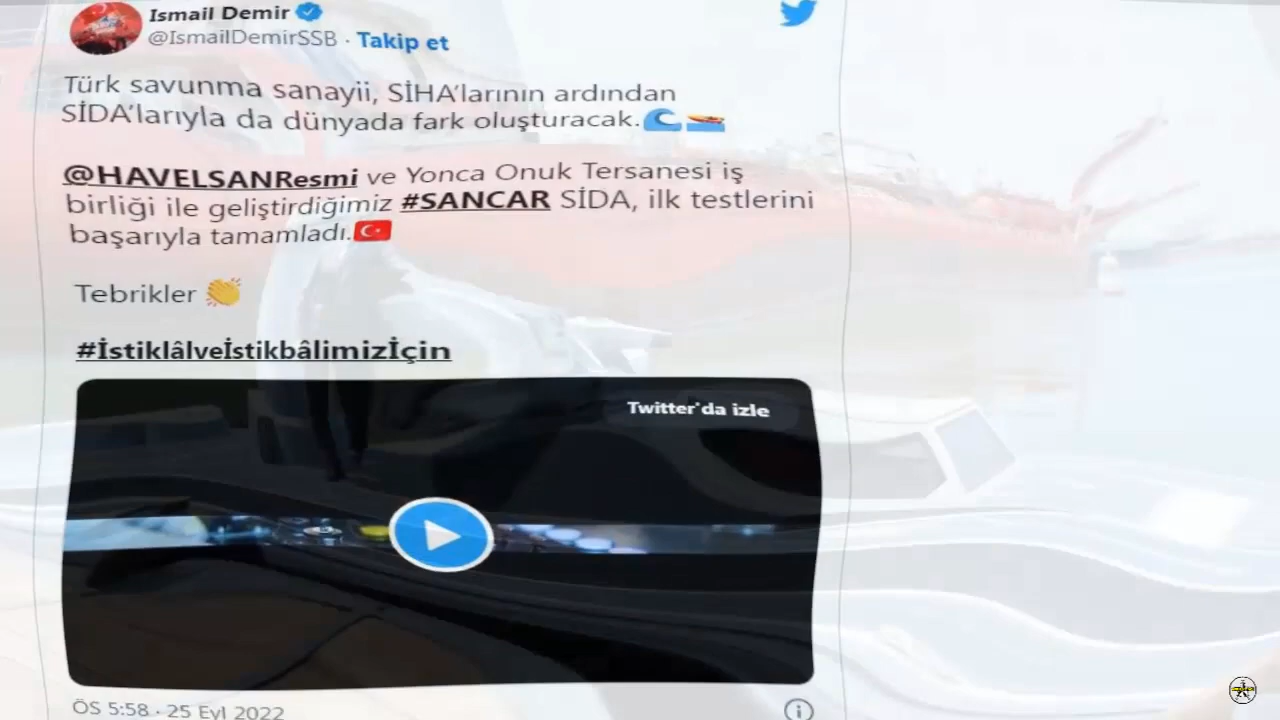 Ismail Demir
@IsmailDemirSSB · Takip et
Türk savunma sanayii, SİHA'larının ardından
SİDA'larıyla da dünyada fark oluşturacak.
@HAVELSANResmi ve Yonca Onuk Tersanesi iş
birliği ile geliştirdiğimiz #SANCAR SİDA, ilk testlerini
başarıyla tamamladı.
Tebrikler
#İstiklâlveİstikbâlimizİçin
Twitter'da izle
ÖS 5:58 · 25 Eyl 2022